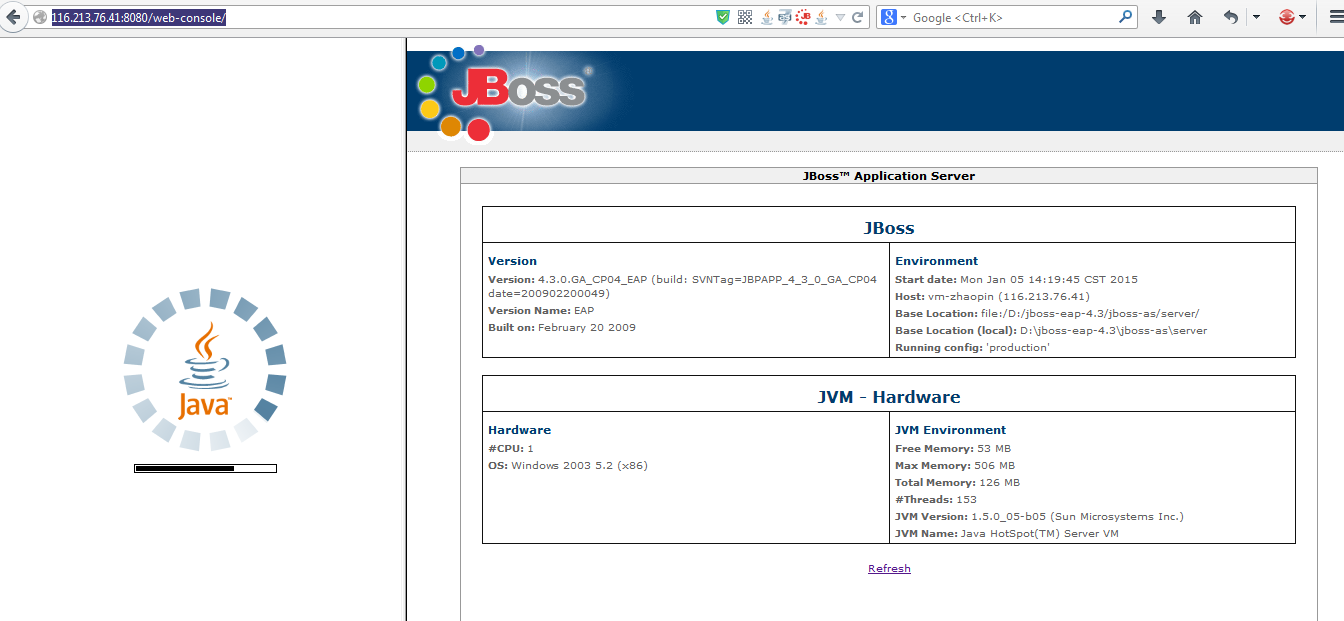 116.213.76.41:8080/web-console/
Google <Ctrl+K>
JBoss
JBoss™ Application Server
JBoss
Version
Version: 4.3.0.GA_CP04_EAP (build: SVNTag=JBPAPP_4_3_0_GA_CP04
date=200902200049)
Version Name: EAP
Built on: February 20 2009
Environment
Start date: Mon Jan 05 14:19:45 CST 2015
Host: vm-zhaopin (116.213.76.41)
Base Location: file:/D:/jboss-eap-4.3/jboss-as/server/
Base Location (local): D:\jboss-eap-4.3\jboss-as\server
Running config: 'production'
Java™
JVM - Hardware
Hardware
#CPU: 1
OS: Windows 2003 5.2 (x86)
JVM Environment
Free Memory: 53 MB
Max Memory: 506 MB
Total Memory: 126 MB
#Threads: 153
JVM Version: 1.5.0_05-b05 (Sun Microsystems Inc.)
JVM Name: Java HotSpot(TM) Server VM
Refresh